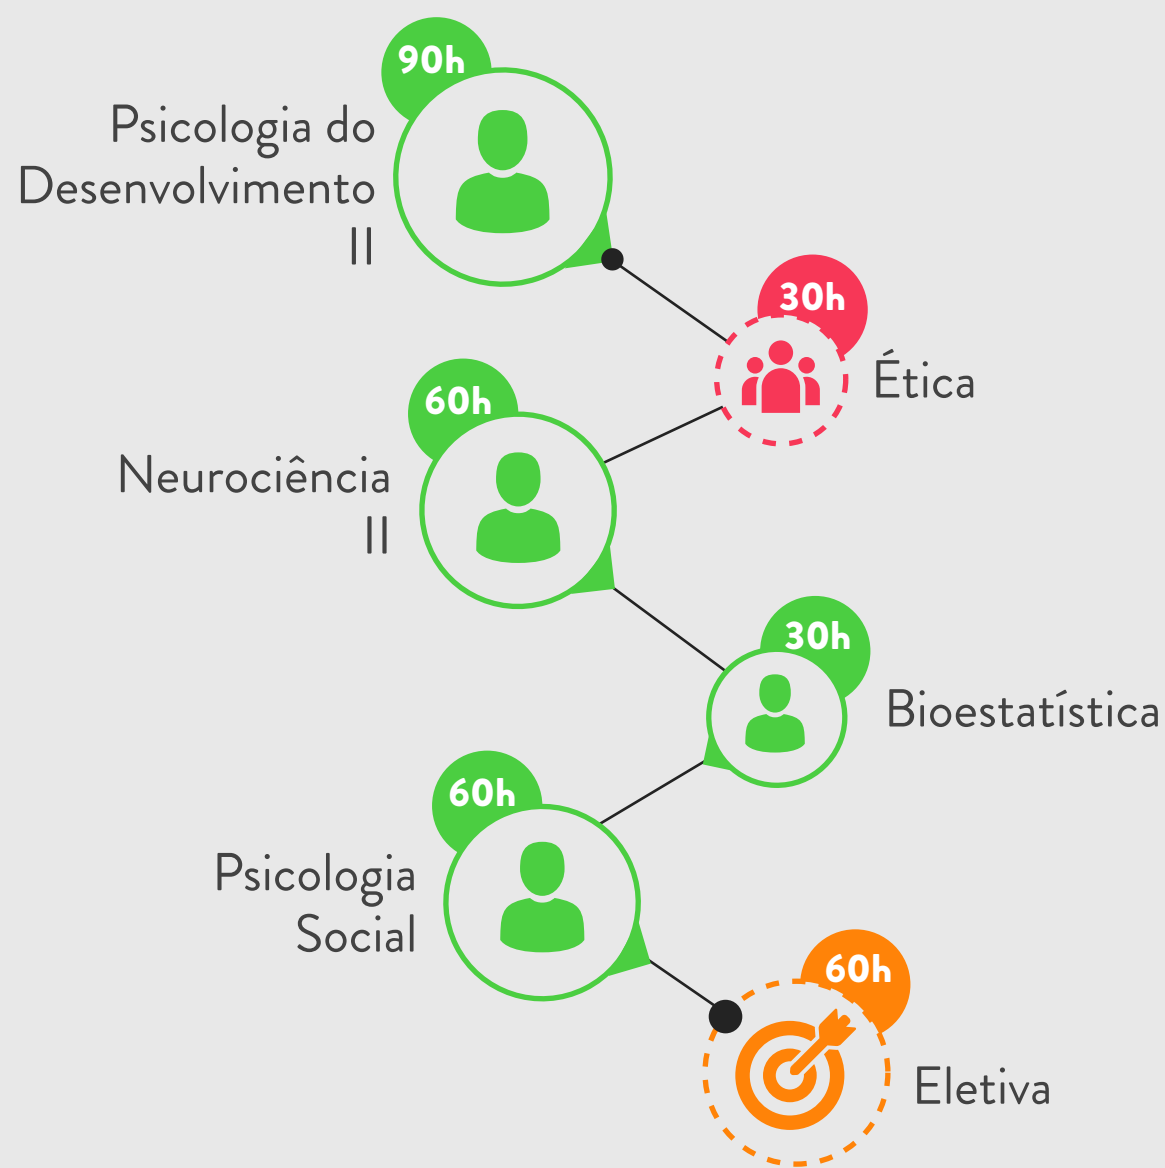 90h
Psicologia do
Desenvolvimento
II
30h
Ética
60h
Neurociência
II
30h
Bioestatística
60h
Psicologia
Social
60h
Eletiva